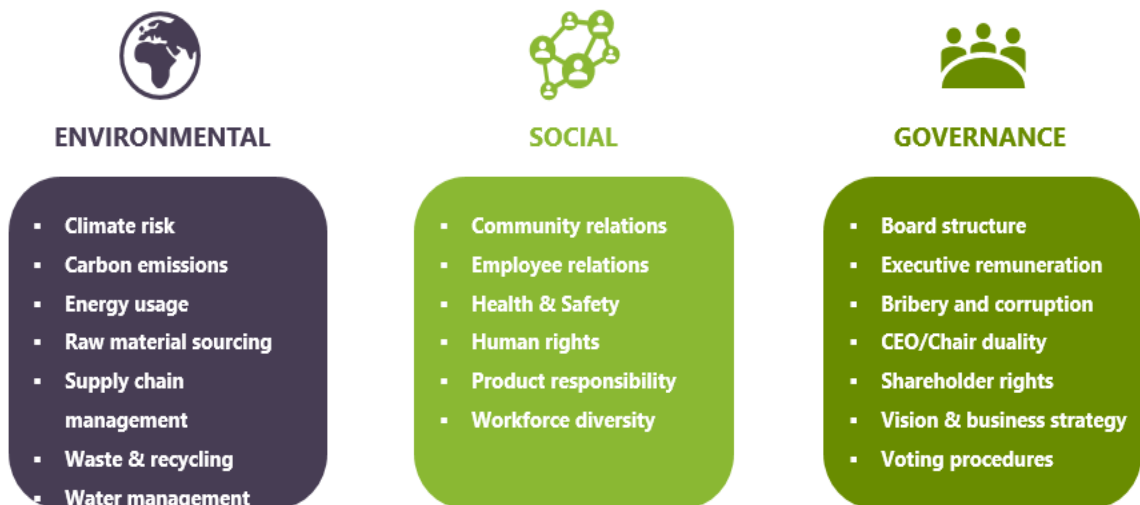 ENVIRONMENTAL
▪ Climate risk
▪ Carbon emissions
▪ Energy usage
▪ Raw material sourcing
▪ Supply chain
management
▪ Waste & recycling
▪ Water management
SOCIAL
▪ Community relations
▪ Employee relations
▪ Health & Safety
▪ Human rights
▪ Product responsibility
▪ Workforce diversity
GOVERNANCE
▪ Board structure
▪ Executive remuneration
▪ Bribery and corruption
▪ CEO/Chair duality
▪ Shareholder rights
▪ Vision & business strategy
▪ Voting procedures